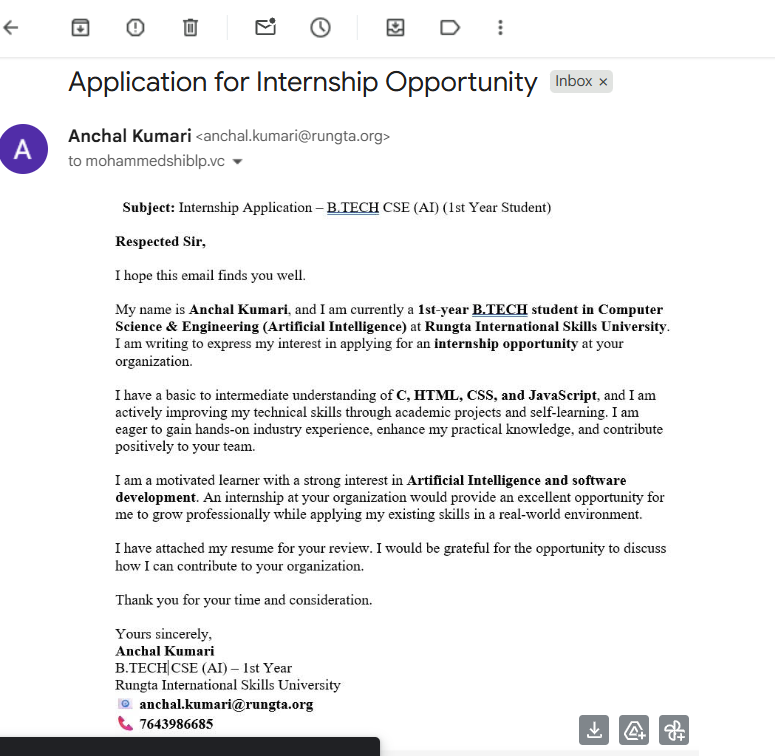 Application for Internship Opportunity Inbox ×
A
Anchal Kumari <anchal.kumari@rungta.org>
to mohammedshiblp.vc
Subject: Internship Application – B.TECH CSE (AI) (1st Year Student)
Respected Sir,
I hope this email finds you well.
My name is Anchal Kumari, and I am currently a 1st-year B.TECH student in Computer
Science & Engineering (Artificial Intelligence) at Rungta International Skills University.
I am writing to express my interest in applying for an internship opportunity at your
organization.
I have a basic to intermediate understanding of C, HTML, CSS, and JavaScript, and I am
actively improving my technical skills through academic projects and self-learning. I am
eager to gain hands-on industry experience, enhance my practical knowledge, and contribute
positively to your team.
I am a motivated learner with a strong interest in Artificial Intelligence and software
development. An internship at your organization would provide an excellent opportunity for
me to grow professionally while applying my existing skills in a real-world environment.
I have attached my resume for your review. I would be grateful for the opportunity to discuss
how I can contribute to your organization.
Thank you for your time and consideration.
Yours sincerely,
Anchal Kumari
B.TECH CSE (AI) – 1st Year
Rungta International Skills University
anchal.kumari@rungta.org
7643986685